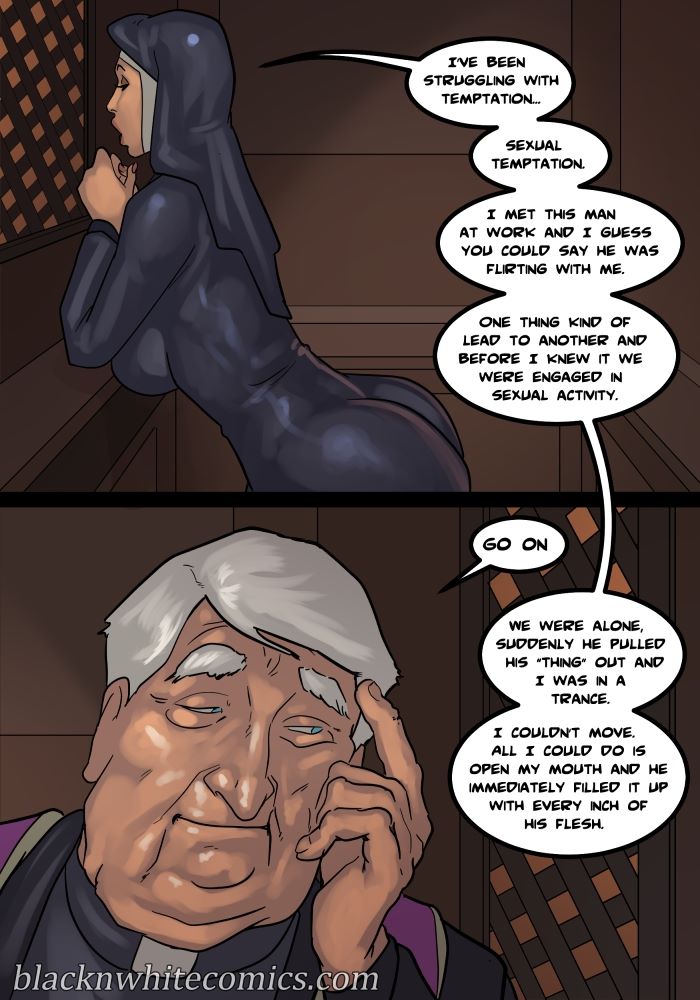 I'VE BEEN
STRUGGLING WITH
TEMPTATION...
SEXUAL
TEMPTATION.
I MET THIS MAN
AT WORK AND I GUESS
YOU COULD SAY HE WAS
FLIRTING WITH ME.
ONE THING KIND OF
LEAD TO ANOTHER AND
BEFORE I KNEW IT WE
WERE ENGAGED IN
SEXUAL ACTIVITY.
GO ON
WE WERE ALONE,
SUDDENLY HE PULLED
HIS "THING" OUT AND
I WAS IN A
TRANCE.
I COULDN'T MOVE.
ALL I COULD DO IS
OPEN MY MOUTH AND HE
IMMEDIATELY FILLED IT UP
WITH EVERY INCH OF
HIS FLESH.
blacknwhitecomics.com